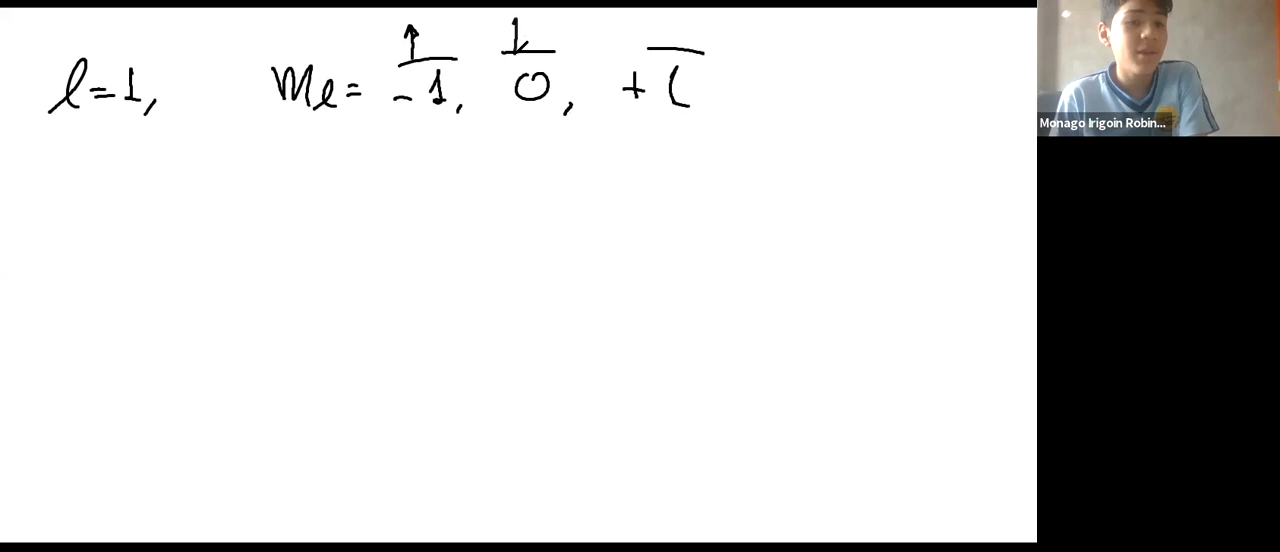 l=1, ml= -1, 0, +1
Monago Irigoin Robin...